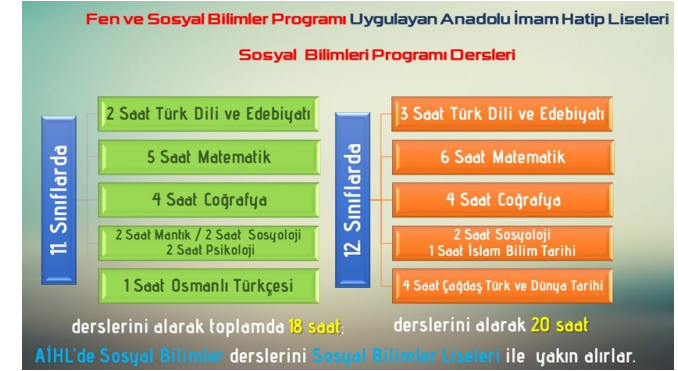 Fen ve Sosyal Bilimler Programı Uygulayan Anadolu İmam Hatip Liseleri
Sosyal Bilimleri Programı Dersleri
11. Sınıflarda
2 Saat Türk Dili ve Edebiyatı
5 Saat Matematik
4 Saat Coğrafya
2 Saat Mantık / 2 Saat Sosyoloji
2 Saat Psikoloji
1 Saat Osmanlı Türkçesi
12. Sınıflarda
3 Saat Türk Dili ve Edebiyatı
6 Saat Matematik
4 Saat Coğrafya
2 Saat Sosyoloji
1 Saat İslam Bilim Tarihi
4 Saat Çağdaş Türk ve Dünya Tarihi
derslerini alarak toplamda 18 saat;
derslerini alarak 20 saat
AİHL'de Sosyal Bilimler derslerini Sosyal Bilimler Liseleri ile yakın alırlar.